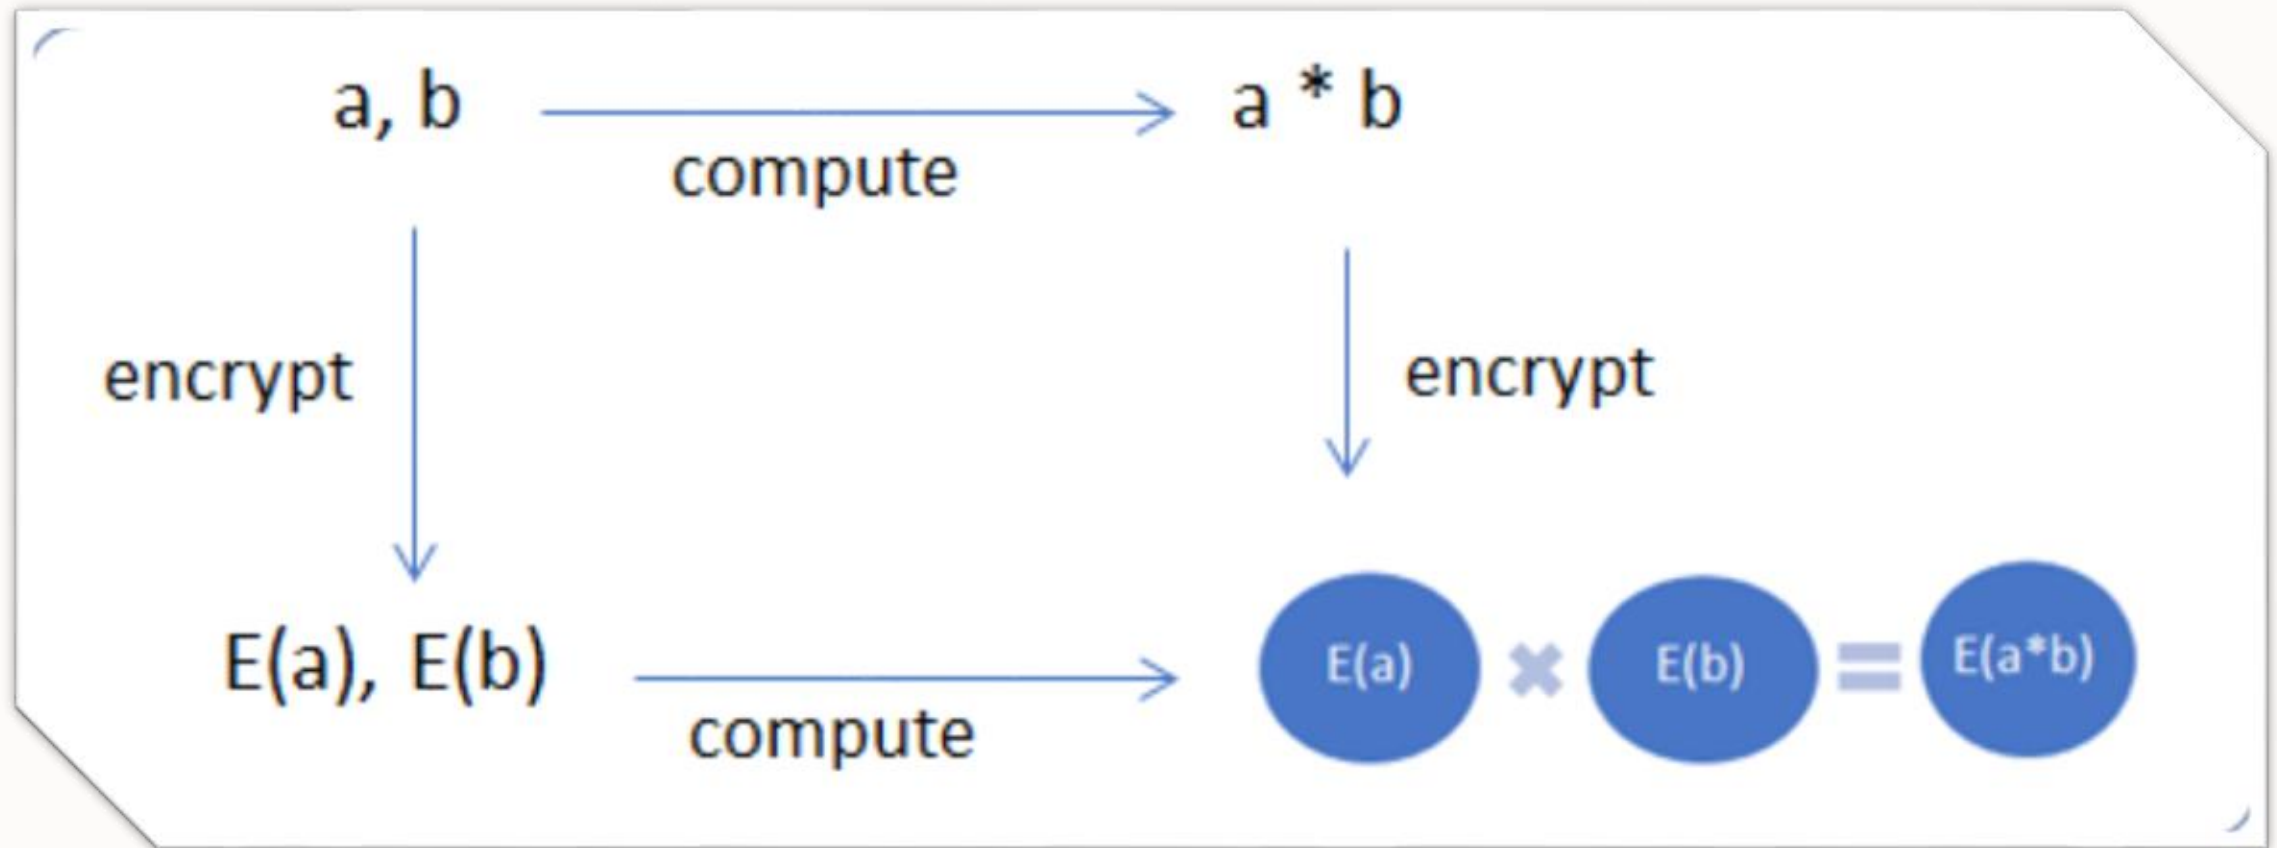 a, b
a * b
compute
encrypt
encrypt
E(a), E(b)
E(a) × E(b) = E(a*b)
compute